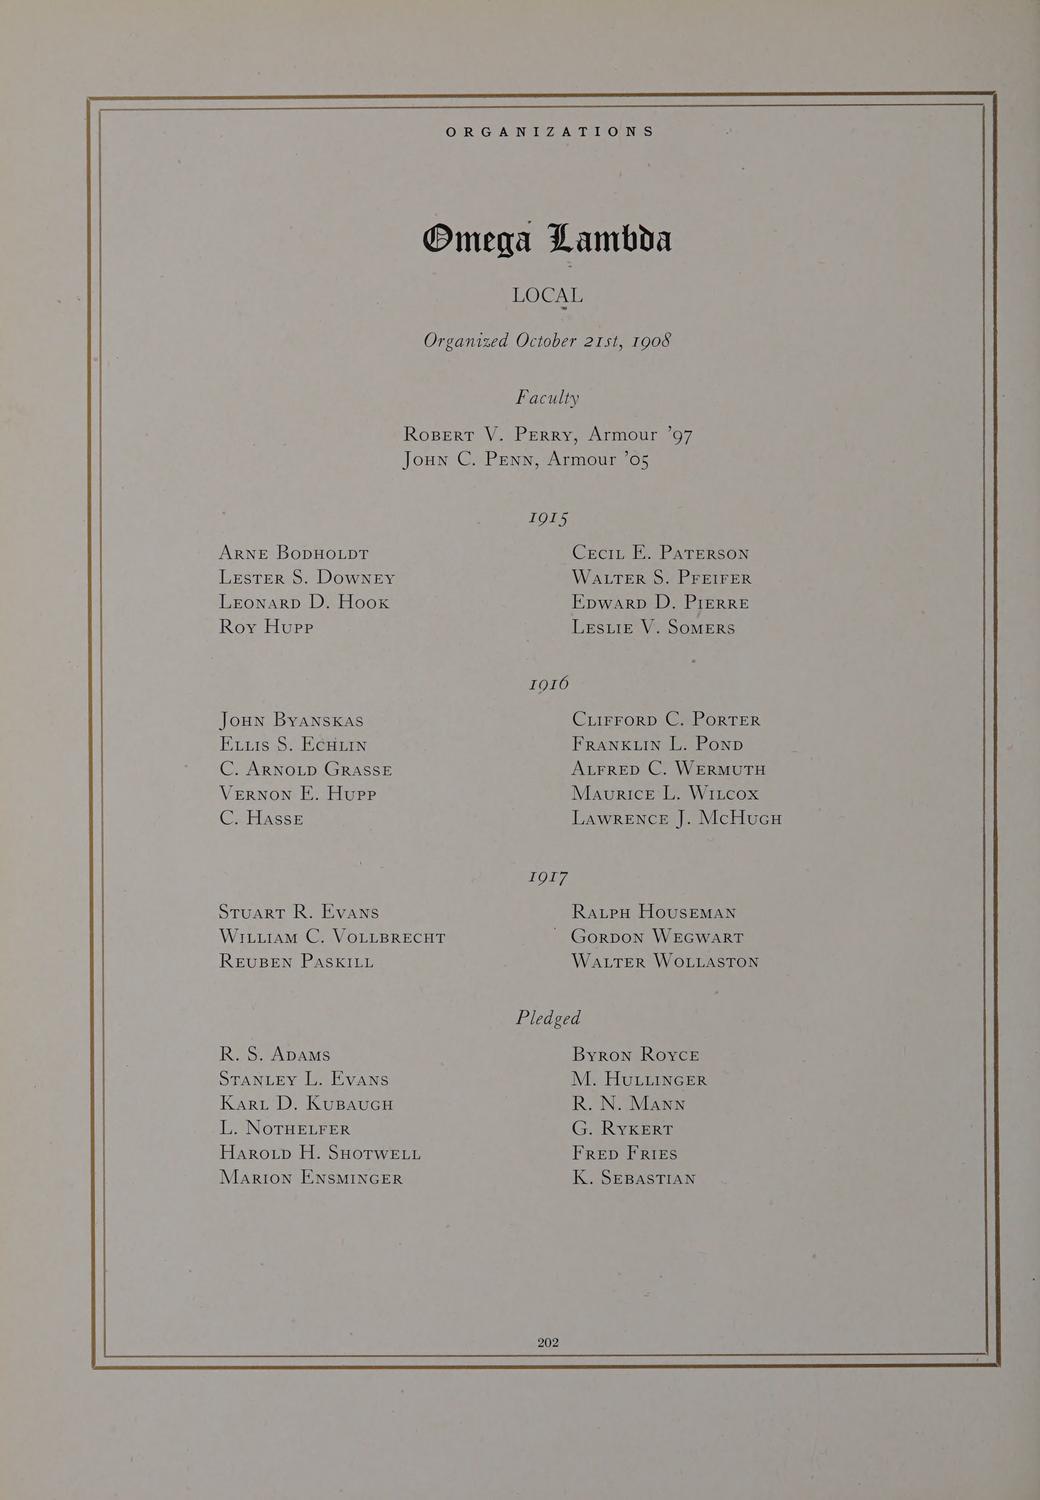 ORGANIZATIONS
Omega Lambda
LOCAL
Organized October 21st, 1908
Faculty
Robert V. Perry, Armour ’97
John C. Penn, Armour ’05
1915
Arne Bodholdt
Lester S. Downey
Leonard D. Hook
Roy Hupp
Cecil E. Paterson
Walter S. Pfeifer
Edward D. Pierre
Leslie V. Somers
1916
John Byanskas
Ellis S. Echlin
C. Arnold Grasse
Vernon E. Hupp
C. Hasse
Clifford C. Porter
Franklin L. Pond
Alfred C. Wermuth
Maurice L. Wilcox
Lawrence J. McHugh
1917
Stuart R. Evans
William C. Vollbrecht
Reuben Paskill
Ralph Houseman
Gordon Wegwart
Walter Wollaston
Pledged
R. S. Adams
Stanley L. Evans
Karl D. Kubaugh
L. Nothelfer
Harold H. Shotwell
Marion Ensminger
Byron Royce
M. Hullinger
R. N. Mann
G. Rykert
Fred Fries
K. Sebastian
202